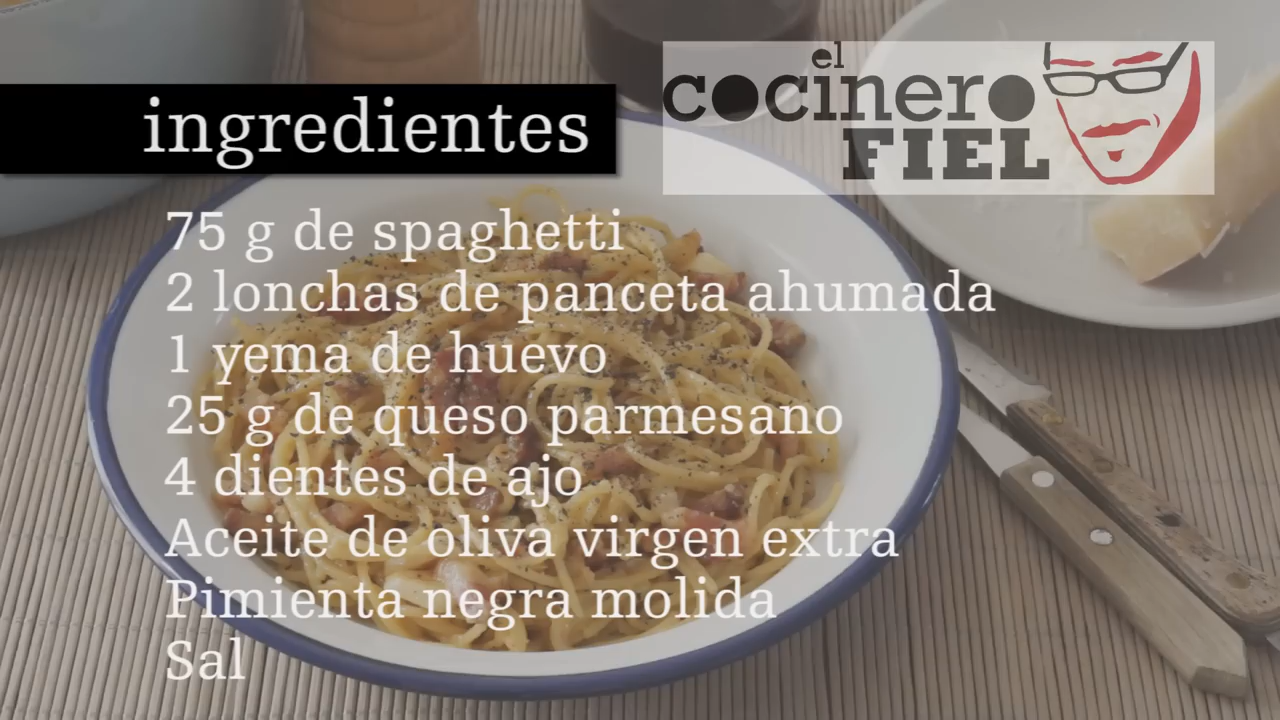 el
cocinero
FIEL
ingredientes
75 g de spaghetti
2 lonchas de panceta ahumada
1 yema de huevo
25 g de queso parmesano
4 dientes de ajo
Aceite de oliva virgen extra
Pimienta negra molida
Sal